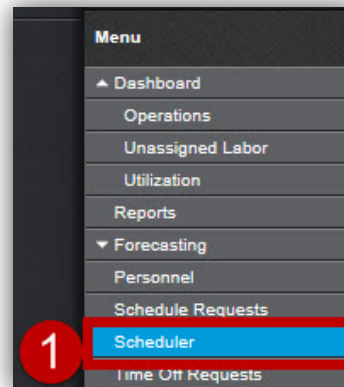 Menu
Dashboard
Operations
Unassigned Labor
Utilization
Reports
Forecasting
Personnel
Schedule Requests
1 Scheduler
Time Off Requests